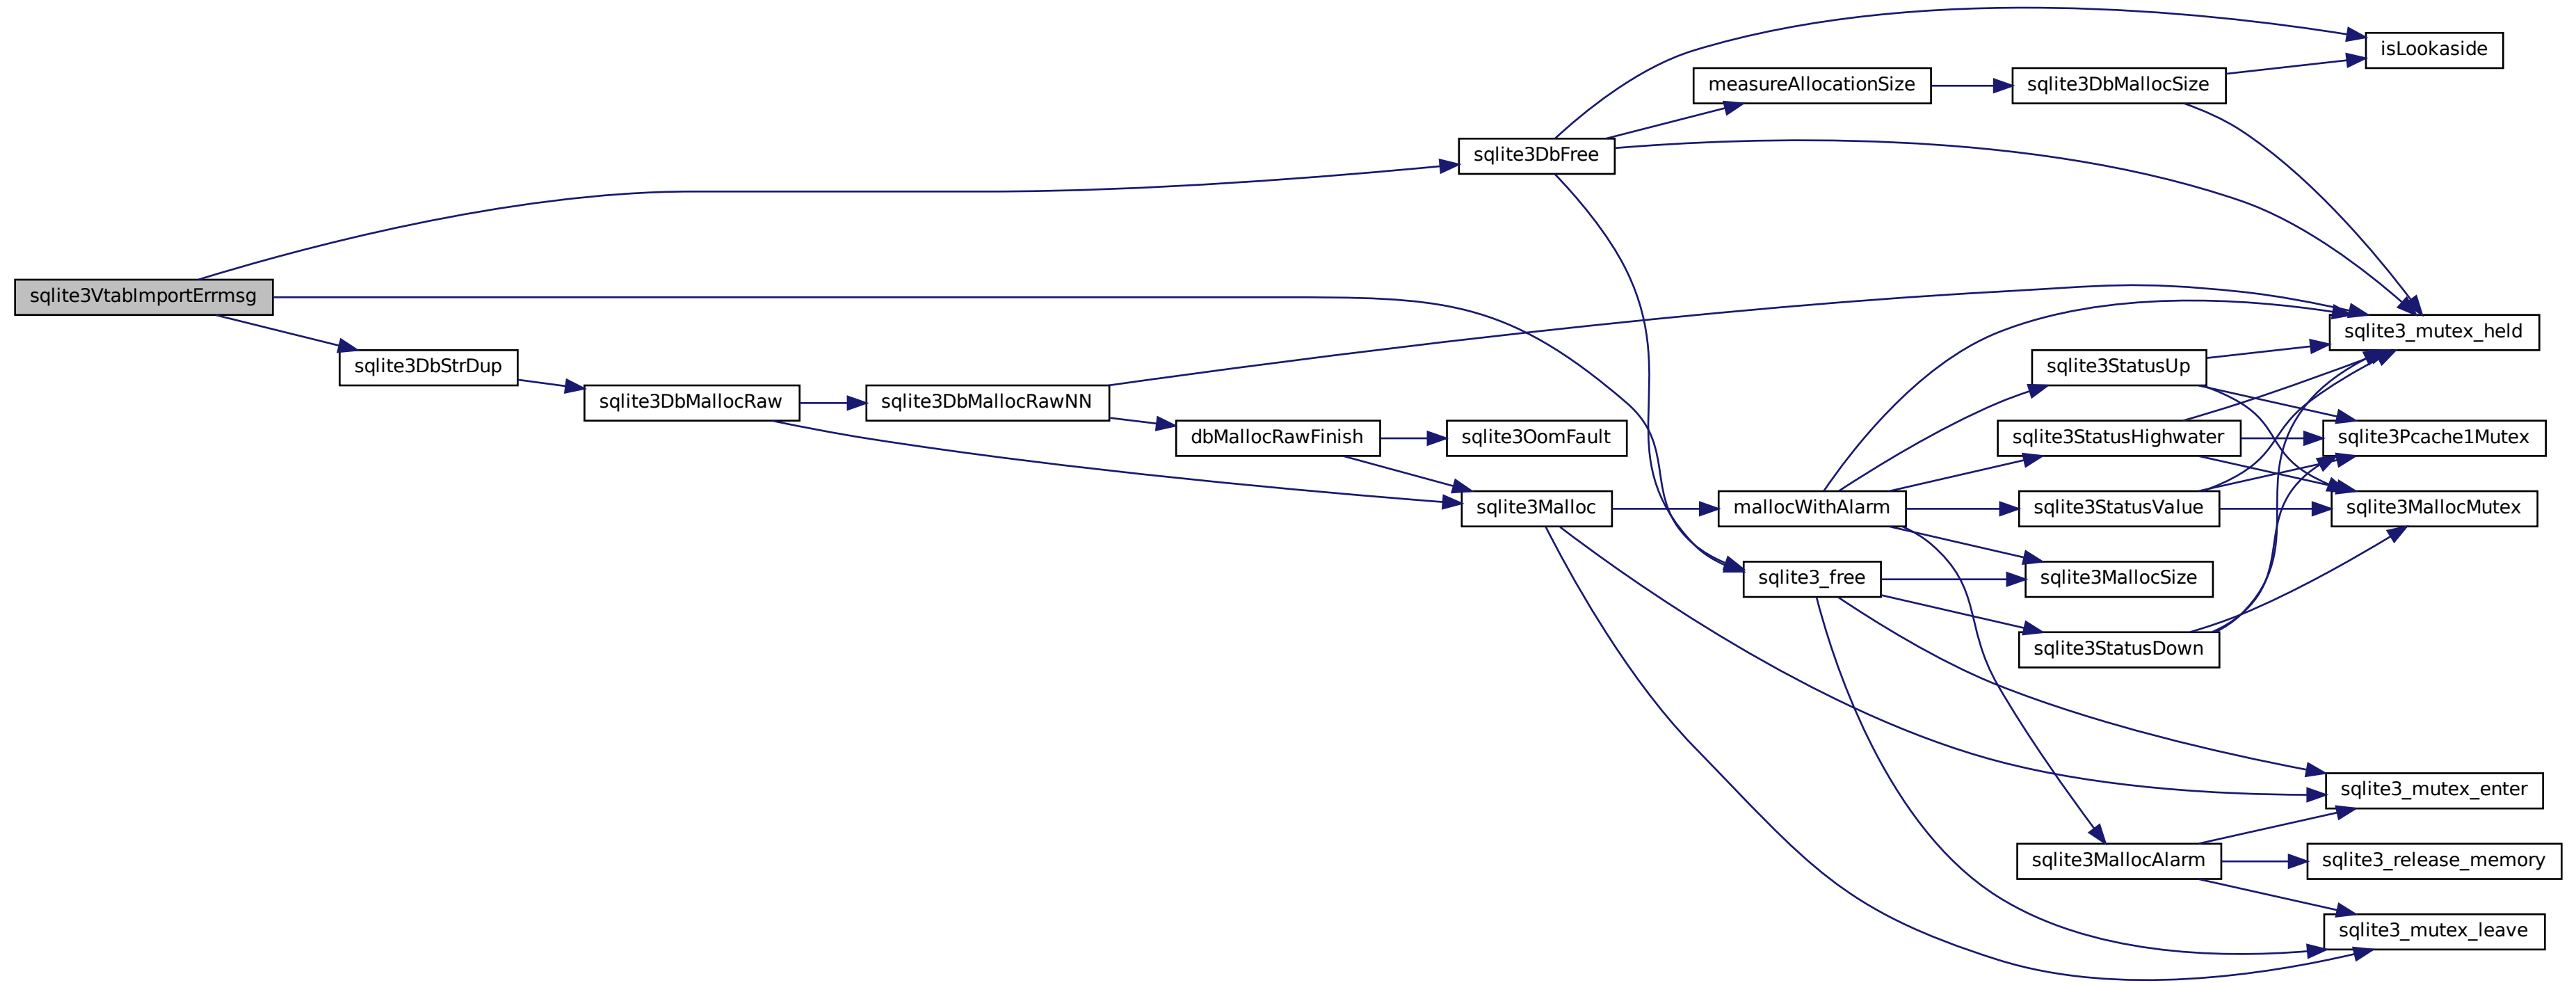 isLookaside
measureAllocationSize
sqlite3DbMallocSize
sqlite3DbFree
sqlite3VtabImportErrmsg
sqlite3_mutex_held
sqlite3DbStrDup
sqlite3StatusUp
sqlite3DbMallocRaw
sqlite3DbMallocRawNN
dbMallocRawFinish
sqlite3OomFault
sqlite3StatusHighwater
sqlite3Pcache1Mutex
sqlite3Malloc
mallocWithAlarm
sqlite3StatusValue
sqlite3MallocMutex
sqlite3_free
sqlite3MallocSize
sqlite3StatusDown
sqlite3_mutex_enter
sqlite3MallocAlarm
sqlite3_release_memory
sqlite3_mutex_leave